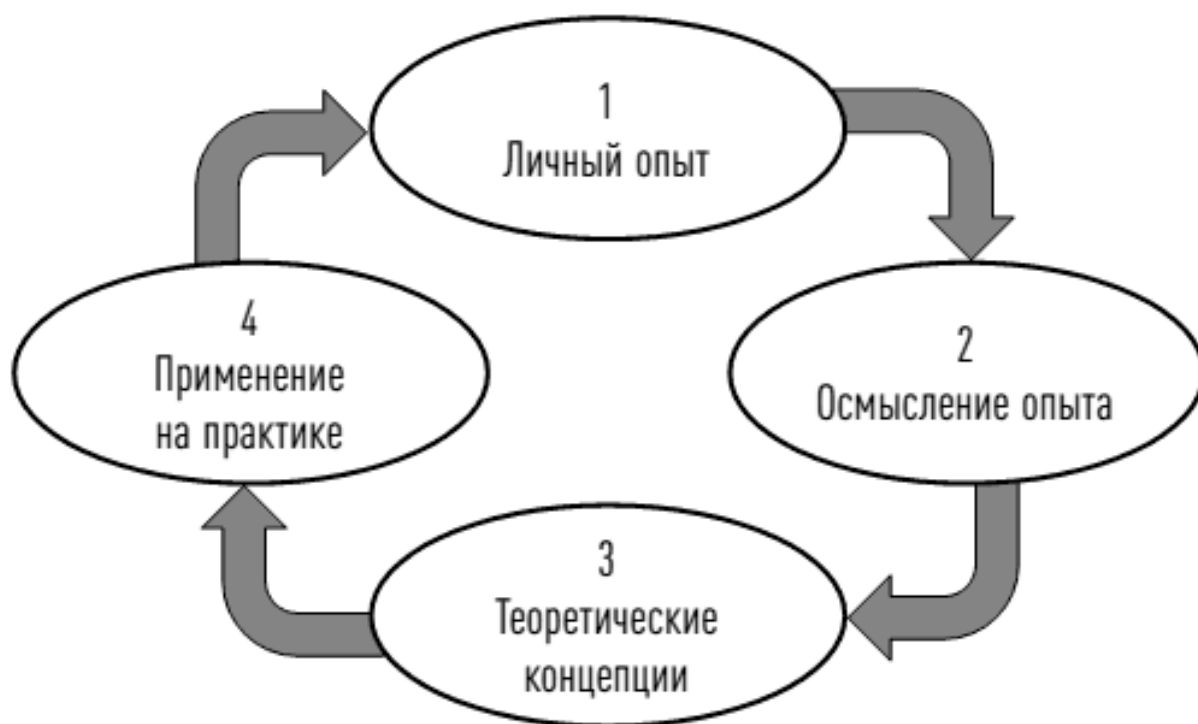 1
Личный опыт
2
Осмысление опыта
3
Теоретические
концепции
4
Применение
на практике